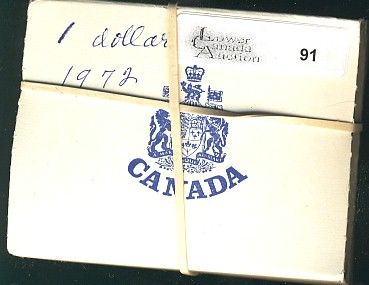 1 dollar
1972
Lower
Canada
Auction
91
CANADA